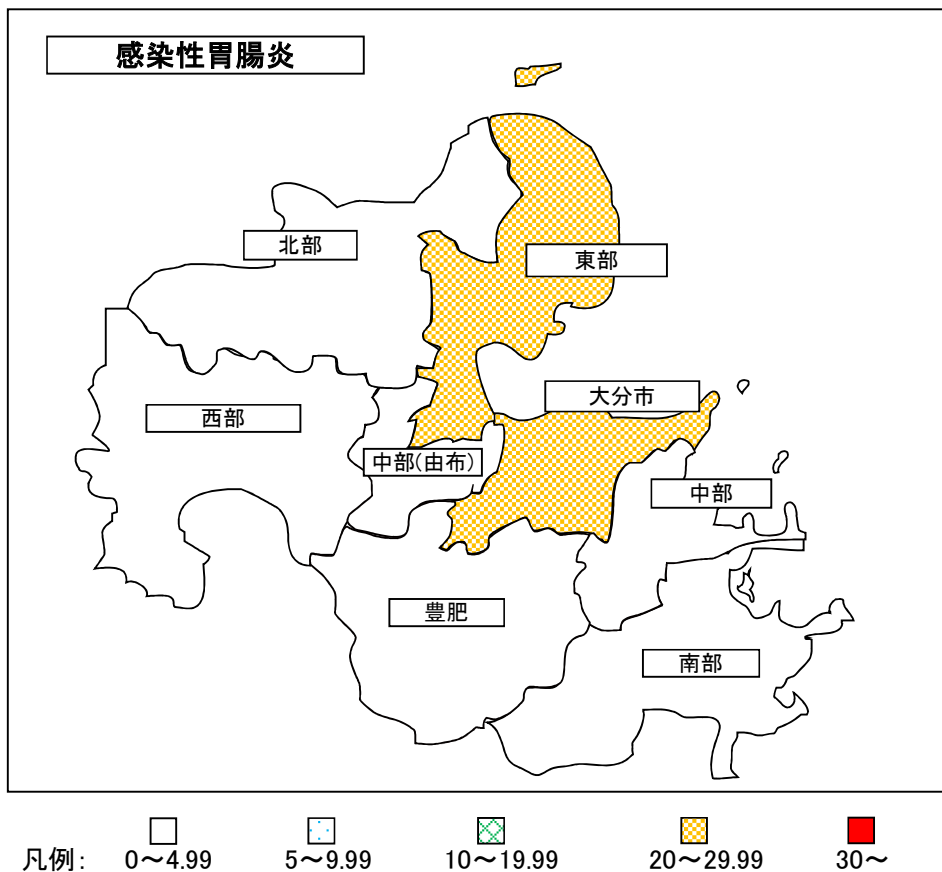 感染性胃腸炎
北部
東部
大分市
西部
中部(由布)
中部
豊肥
南部
凡例: 0～4.99 5～9.99 10～19.99 20～29.99 30～